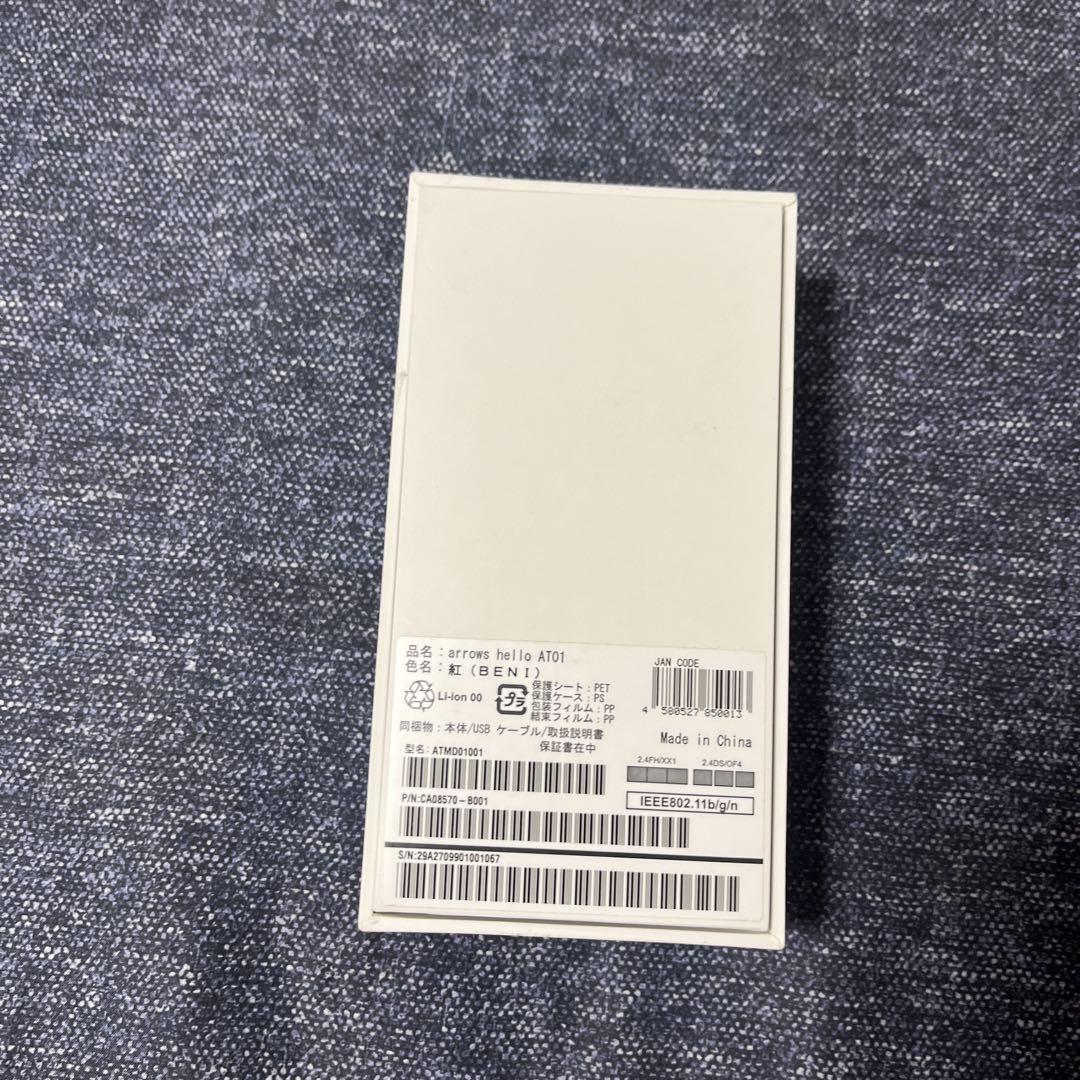 品名：arrows hello AT01
色名：紅（ＢＥＮＩ）
JAN CODE
4 580527 850013
Li-ion 00
プラ
保護シート：PET
保護ケース：PS
包装フィルム：PP
結束フィルム：PP
同梱物：本体/USB ケーブル/取扱説明書
保証書在中
Made in China
型名：ATMD01001
2.4FH/XX1
2.4DS/OF4
IEEE802.11b/g/n
P/N:CA08570-B001
S/N:29A2709901001067